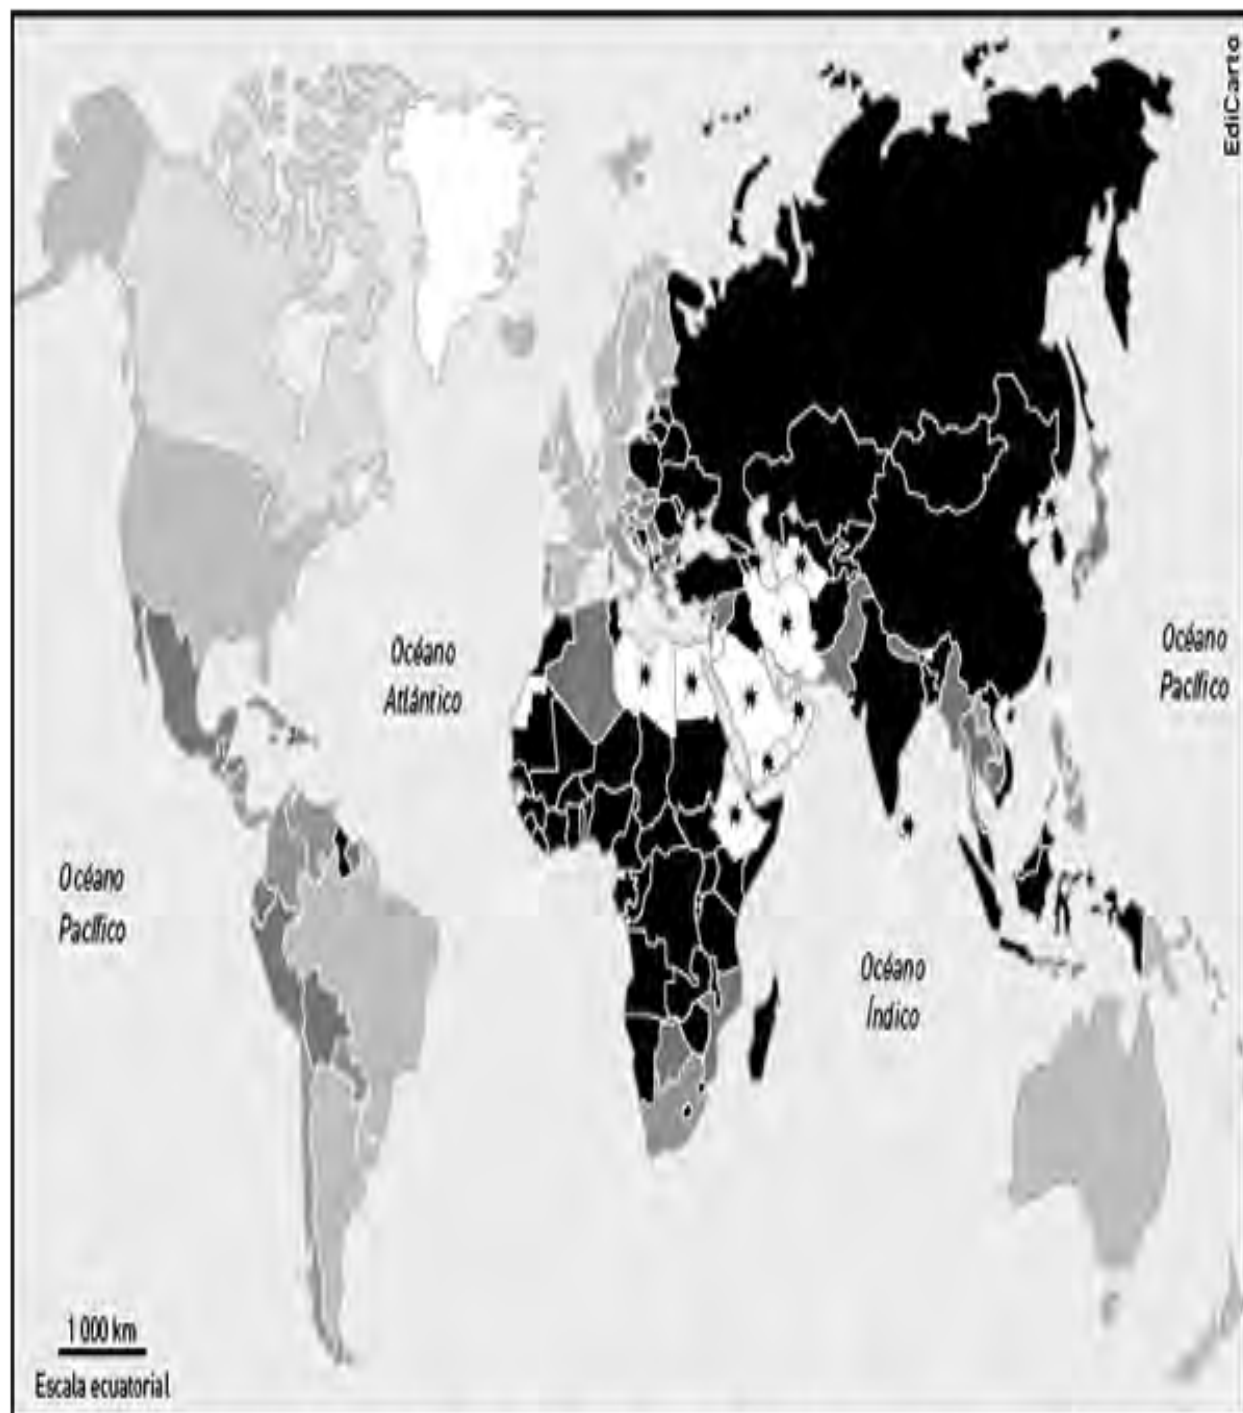 EdiCarto
Océano
Atlántico
Océano
Pacífico
Océano
Pacífico
Océano
Índico
1 000 km
Escala ecuatorial